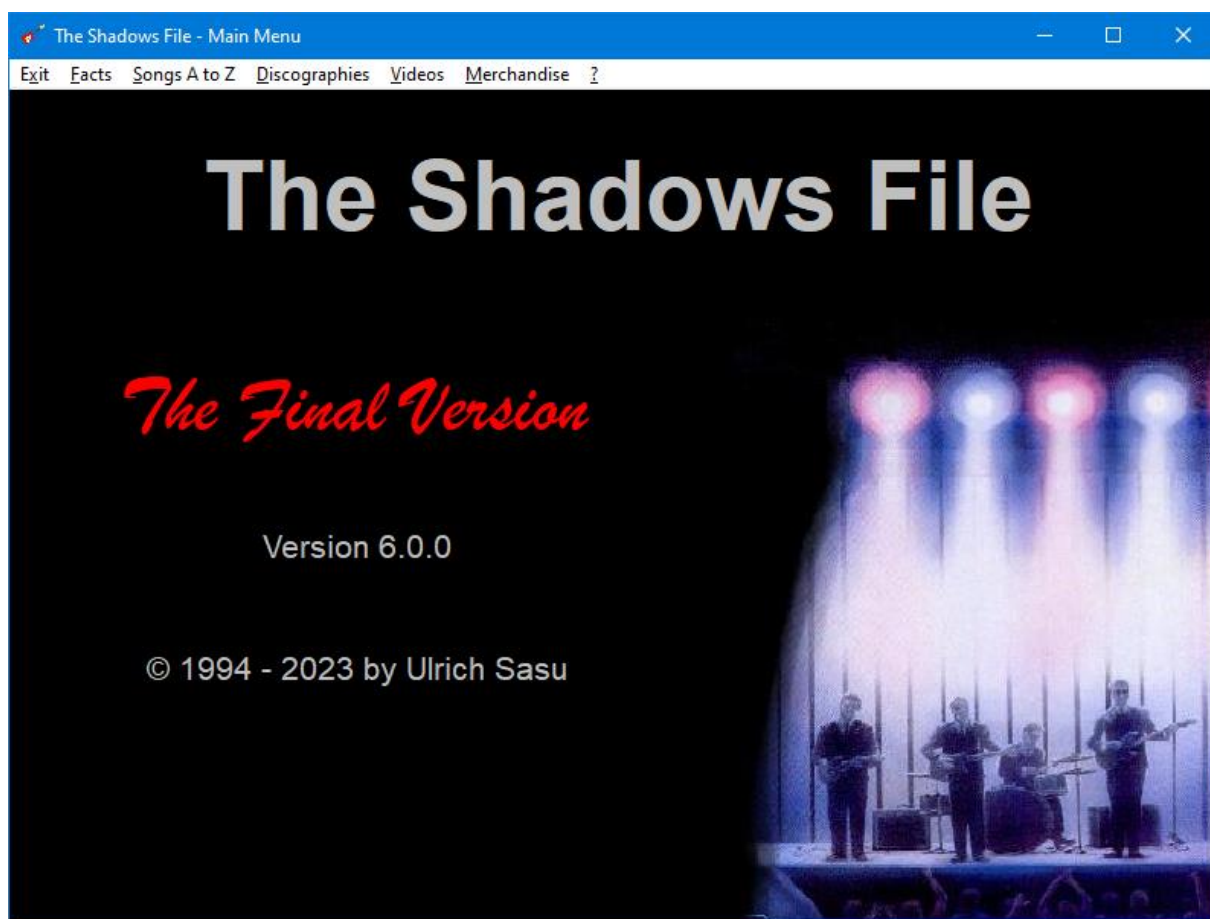 The Shadows File - Main Menu
Exit Facts Songs A to Z Discographies Videos Merchandise ?
The Shadows File
The Final Version
Version 6.0.0
© 1994 - 2023 by Ulrich Sasu